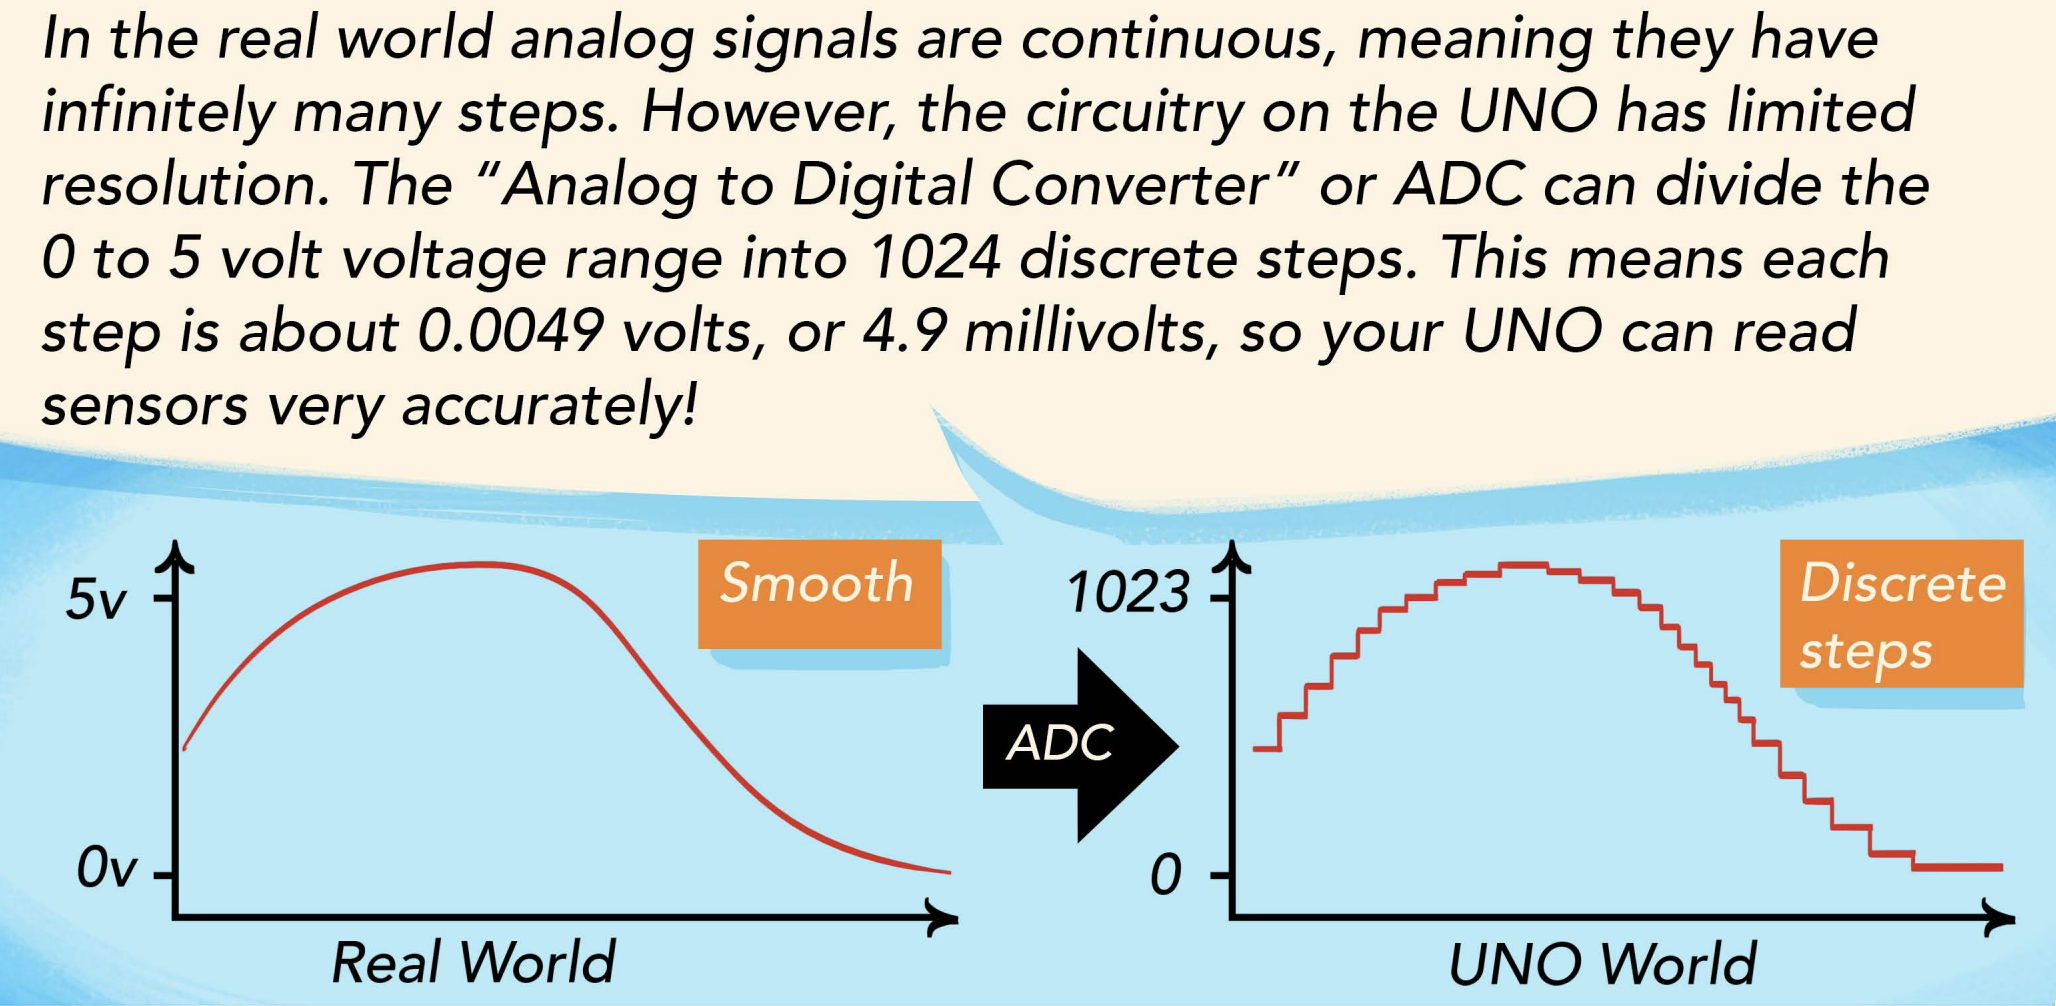 In the real world analog signals are continuous, meaning they have
infinitely many steps. However, the circuitry on the UNO has limited
resolution. The “Analog to Digital Converter” or ADC can divide the
0 to 5 volt voltage range into 1024 discrete steps. This means each
step is about 0.0049 volts, or 4.9 millivolts, so your UNO can read
sensors very accurately!
5v
Smooth
0v
Real World
ADC
1023
Discrete
steps
0
UNO World